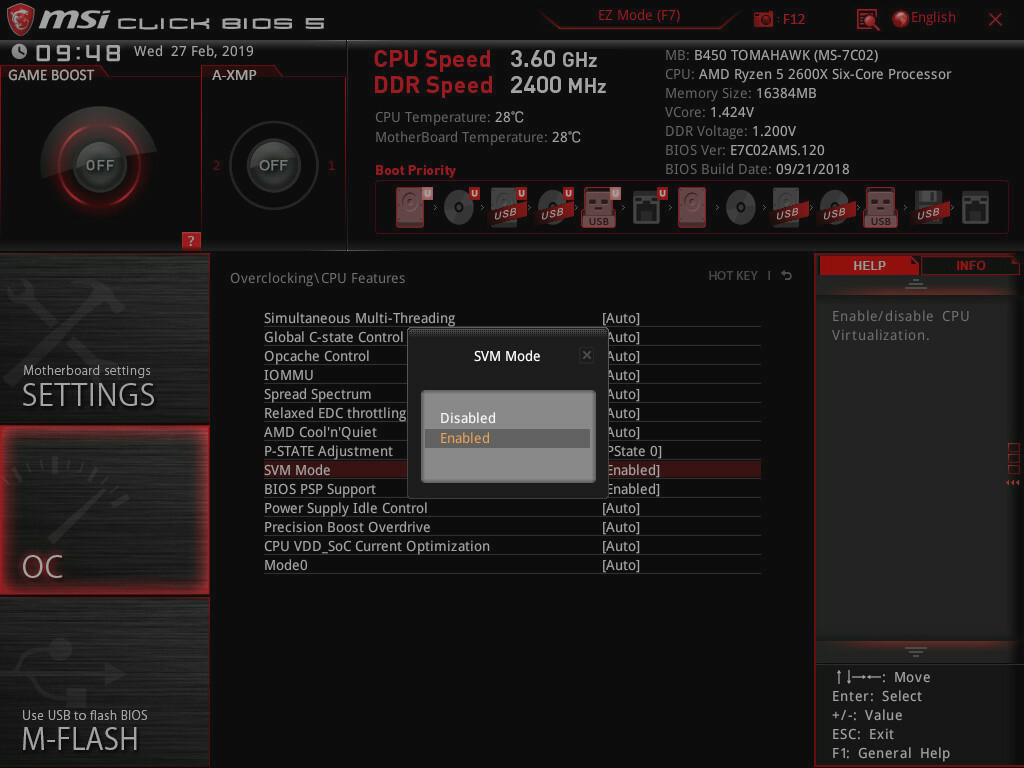 msi CLICK BIOS 5
EZ Mode (F7)
: F12
English
09:48 Wed 27 Feb, 2019
GAME BOOST
OFF
A-XMP
2 OFF 1
?
CPU Speed 3.60 GHz
DDR Speed 2400 MHz
CPU Temperature: 28℃
MotherBoard Temperature: 28℃
MB: B450 TOMAHAWK (MS-7C02)
CPU: AMD Ryzen 5 2600X Six-Core Processor
Memory Size: 16384MB
VCore: 1.424V
DDR Voltage: 1.200V
BIOS Ver: E7C02AMS.120
BIOS Build Date: 09/21/2018
Boot Priority
U U U U U U
USB USB USB USB USB USB USB
Motherboard settings
SETTINGS
OC
Use USB to flash BIOS
M-FLASH
Overclocking\CPU Features
HOT KEY |
Simultaneous Multi-Threading [Auto]
Global C-state Control Auto]
Opcache Control Auto]
IOMMU Auto]
Spread Spectrum Auto]
Relaxed EDC throttling Auto]
AMD Cool'n'Quiet Auto]
P-STATE Adjustment PState 0]
SVM Mode Enabled]
BIOS PSP Support Enabled]
Power Supply Idle Control [Auto]
Precision Boost Overdrive [Auto]
CPU VDD_SoC Current Optimization [Auto]
Mode0 [Auto]
SVM Mode
Disabled
Enabled
HELP
INFO
Enable/disable CPU
Virtualization.
↑↓→←: Move
Enter: Select
+/-: Value
ESC: Exit
F1: General Help